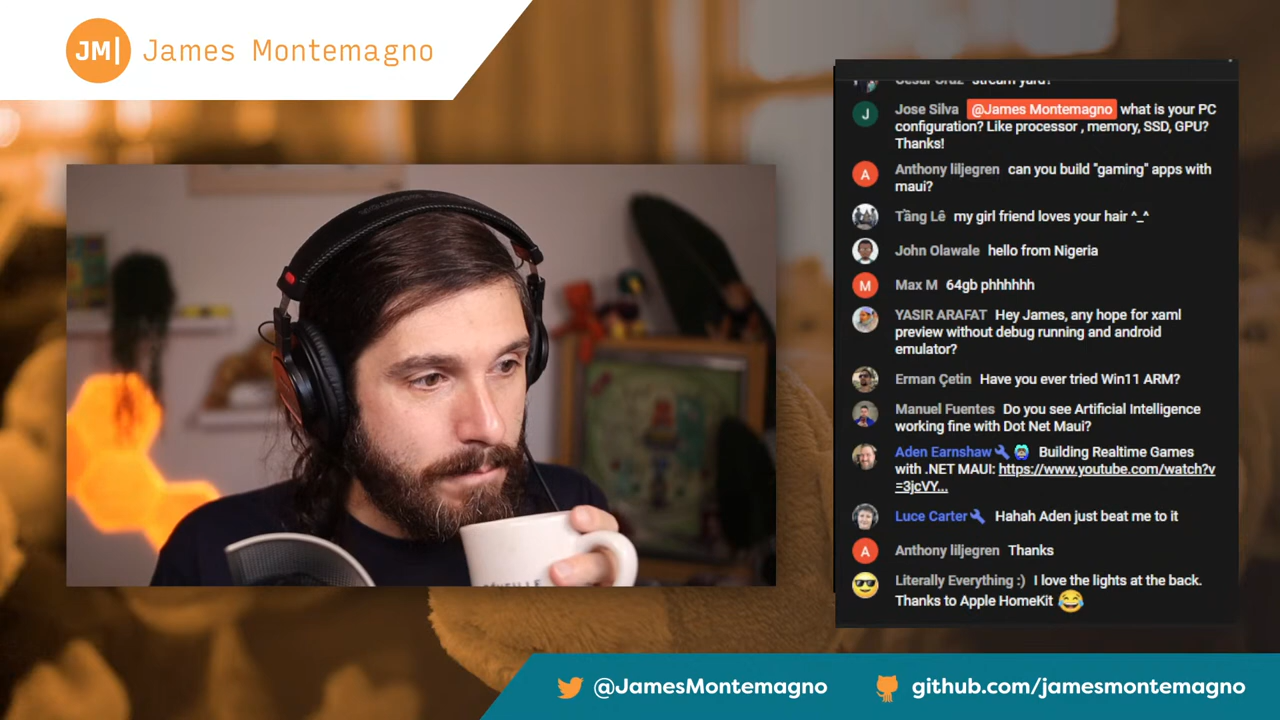 JM| James Montemagno
Jose Silva @James Montemagno what is your PC
configuration? Like processor , memory, SSD, GPU?
Thanks!
A Anthony liljegren can you build "gaming" apps with
maui?
Tăng Lê my girl friend loves your hair ^_^
John Olawale hello from Nigeria
M Max M 64gb phhhhhh
YASIR ARAFAT Hey James, any hope for xaml
preview without debug running and android
emulator?
Erman Çetin Have you ever tried Win11 ARM?
Manuel Fuentes Do you see Artificial Intelligence
working fine with Dot Net Maui?
Aden Earnshaw Building Realtime Games
with .NET MAUI: https://www.youtube.com/watch?v
=3jcVY...
Luce Carter Hahah Aden just beat me to it
A Anthony liljegren Thanks
Literally Everything :) I love the lights at the back.
Thanks to Apple HomeKit
@JamesMontemagno
github.com/jamesmontemagno